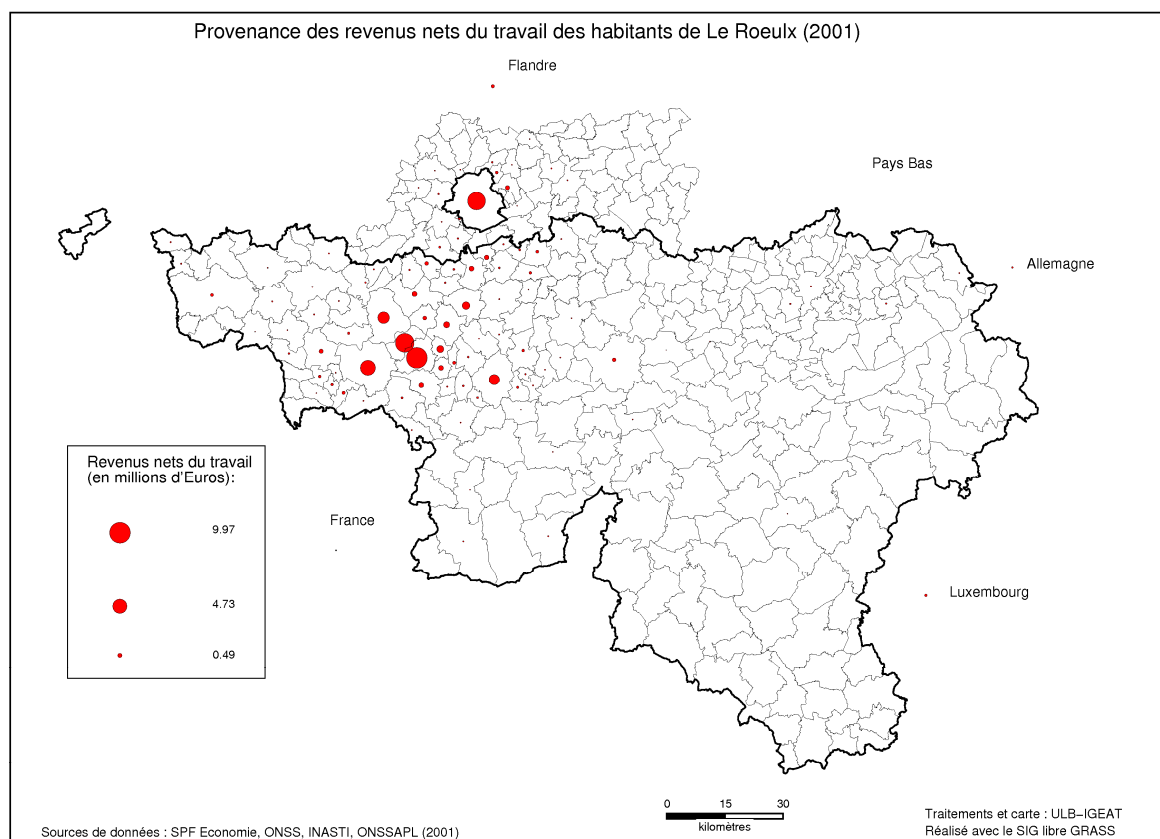 Provenance des revenus nets du travail des habitants de Le Roeulx (2001)
Flandre
Pays Bas
Allemagne
Revenus nets du travail
(en millions d'Euros):
9.97
4.73
0.49
France
Luxembourg
0 15 30
kilomètres
Sources de données : SPF Economie, ONSS, INASTI, ONSSAPL (2001)
Traitements et carte : ULB-IGEAT
Réalisé avec le SIG libre GRASS